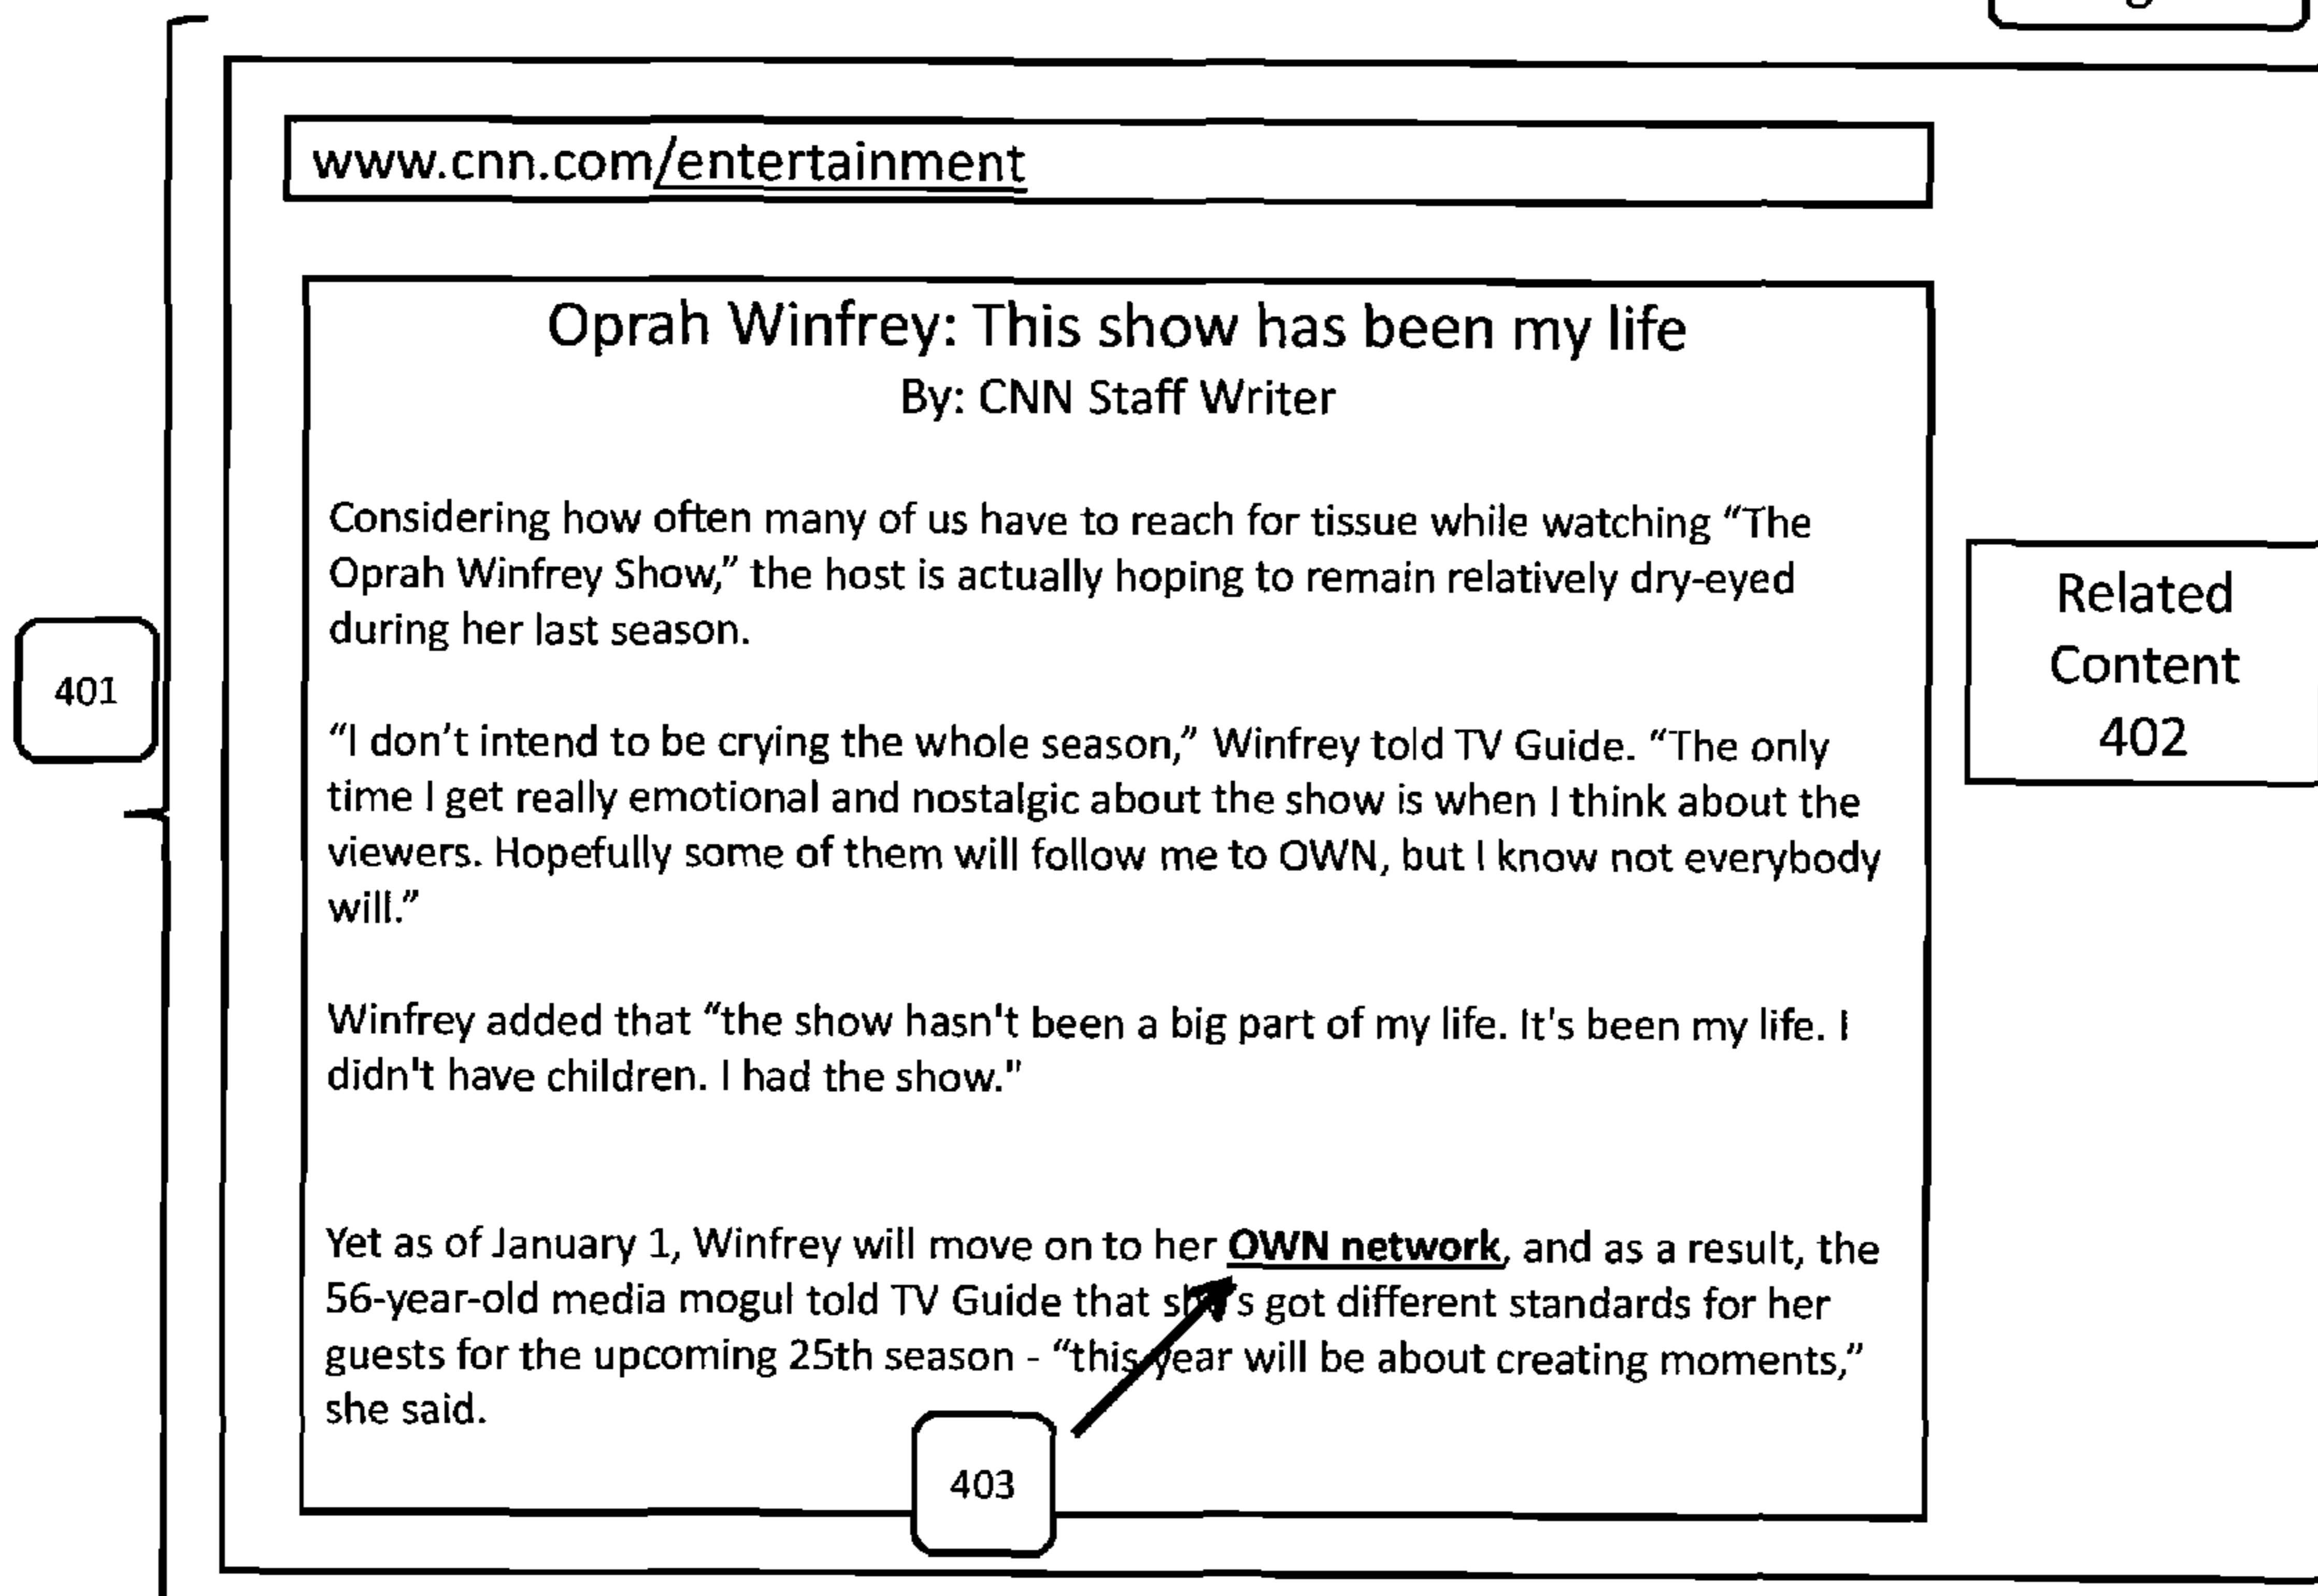 www.cnn.com/entertainment
Oprah Winfrey: This show has been my life
By: CNN Staff Writer
Considering how often many of us have to reach for tissue while watching “The
Oprah Winfrey Show,” the host is actually hoping to remain relatively dry-eyed
during her last season.
401
Related
Content
402
“I don’t intend to be crying the whole season,” Winfrey told TV Guide. “The only
time I get really emotional and nostalgic about the show is when I think about the
viewers. Hopefully some of them will follow me to OWN, but I know not everybody
will.”
Winfrey added that “the show hasn't been a big part of my life. It's been my life. I
didn't have children. I had the show."
Yet as of January 1, Winfrey will move on to her OWN network, and as a result, the
56-year-old media mogul told TV Guide that got different standards for her
guests for the upcoming 25th season - “this year will be about creating moments,”
she said.
403